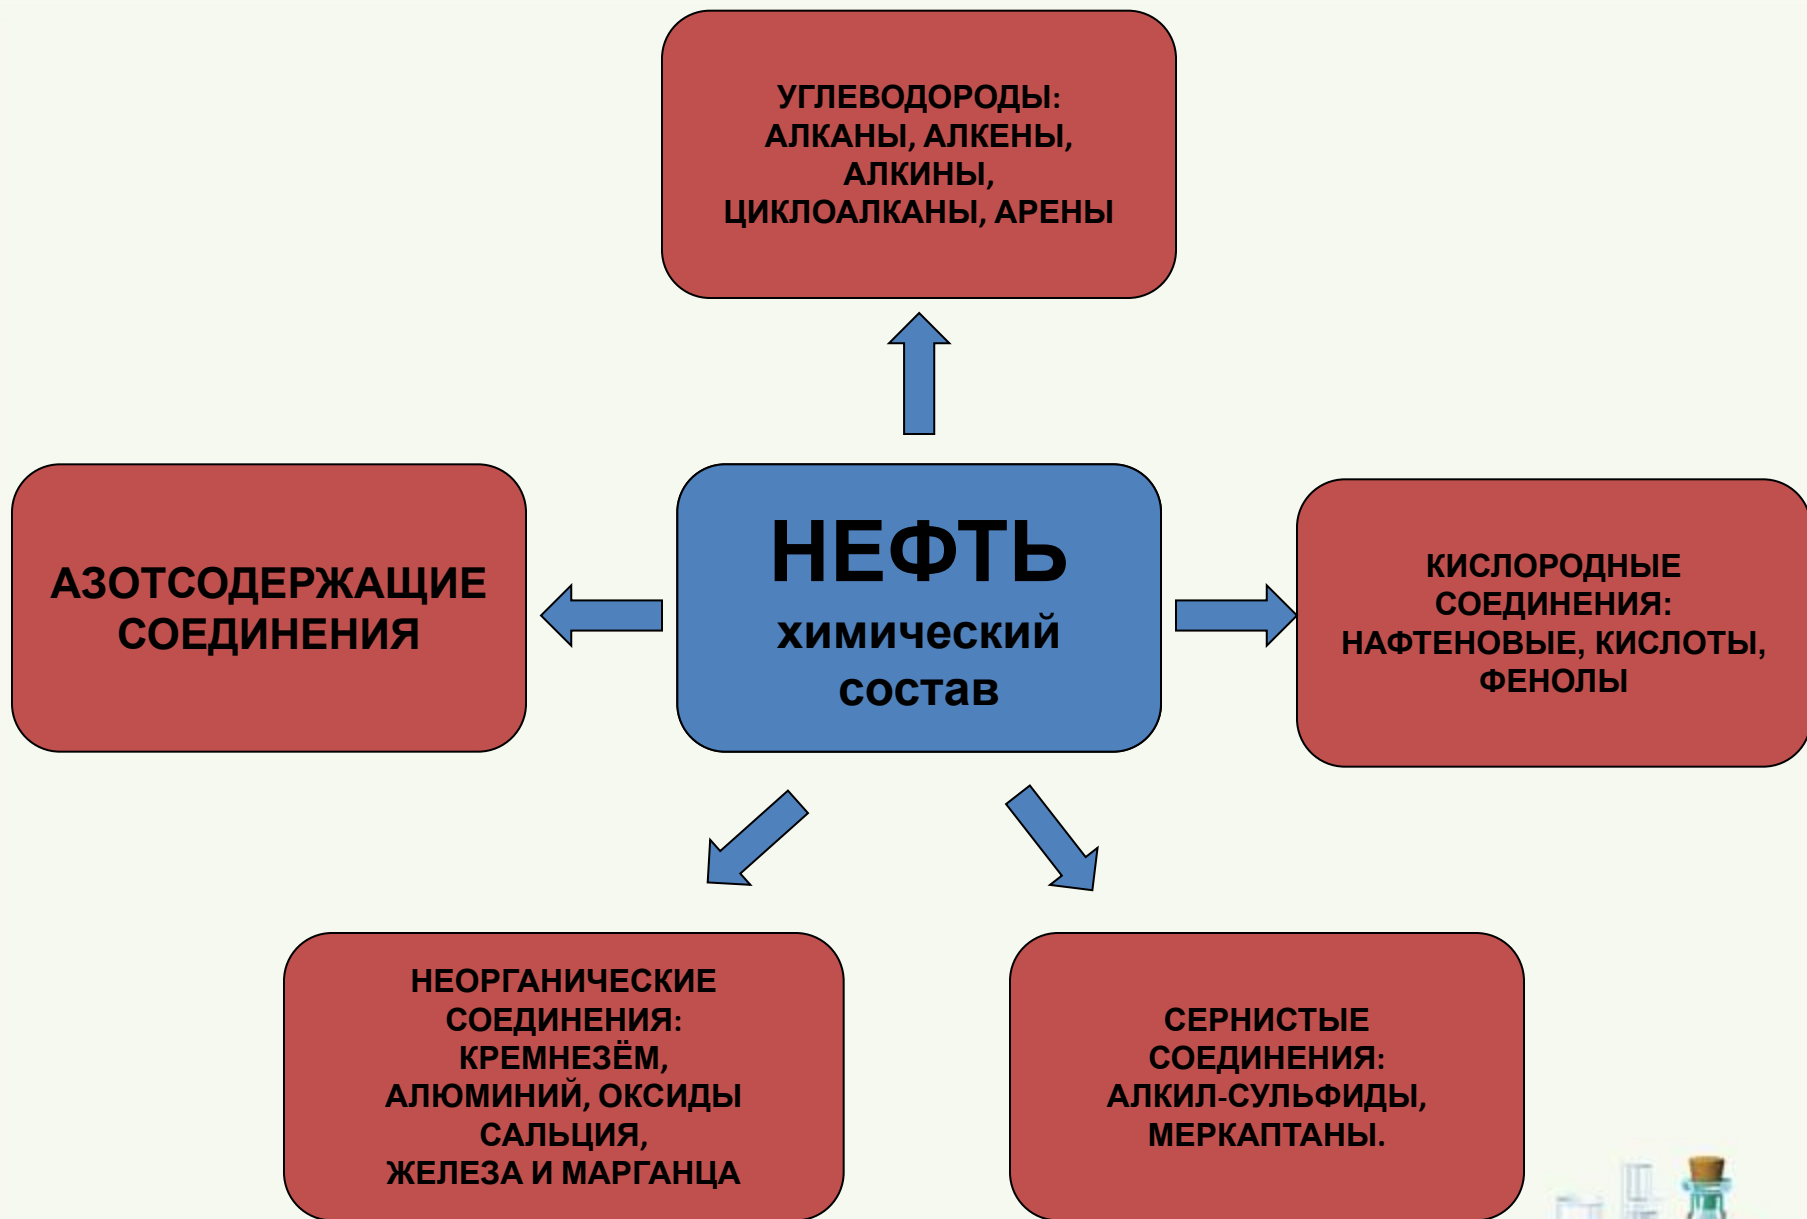 УГЛЕВОДОРОДЫ:
АЛКАНЫ, АЛКЕНЫ,
АЛКИНЫ,
ЦИКЛОАЛКАНЫ, АРЕНЫ
АЗОТСОДЕРЖАЩИЕ
СОЕДИНЕНИЯ
НЕФТЬ
химический
состав
КИСЛОРОДНЫЕ
СОЕДИНЕНИЯ:
НАФТЕНОВЫЕ, КИСЛОТЫ,
ФЕНОЛЫ
НЕОРГАНИЧЕСКИЕ
СОЕДИНЕНИЯ:
КРЕМНЕЗЁМ,
АЛЮМИНИЙ, ОКСИДЫ
САЛЬЦИЯ,
ЖЕЛЕЗА И МАРГАНЦА
СЕРНИСТЫЕ
СОЕДИНЕНИЯ:
АЛКИЛ-СУЛЬФИДЫ,
МЕРКАПТАНЫ.